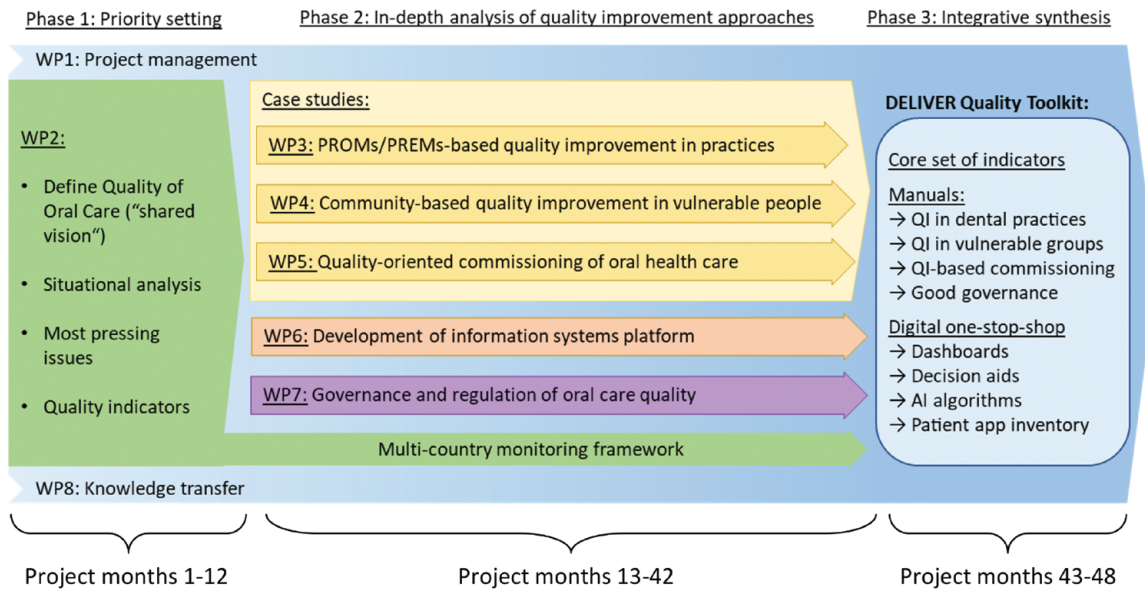 Phase 1: Priority setting
Phase 2: In-depth analysis of quality improvement approaches
Phase 3: Integrative synthesis
WP1: Project management
WP2:
• Define Quality of
Oral Care ("shared
vision“)
• Situational analysis
• Most pressing
issues
• Quality indicators
Case studies:
WP3: PROMs/PREMs-based quality improvement in practices
WP4: Community-based quality improvement in vulnerable people
WP5: Quality-oriented commissioning of oral health care
WP6: Development of information systems platform
WP7: Governance and regulation of oral care quality
Multi-country monitoring framework
DELIVER Quality Toolkit:
Core set of indicators
Manuals:
→ QI in dental practices
→ QI in vulnerable groups
→ QI-based commissioning
→ Good governance
Digital one-stop-shop
→ Dashboards
→ Decision aids
→ AI algorithms
→ Patient app inventory
WP8: Knowledge transfer
Project months 1-12
Project months 13-42
Project months 43-48